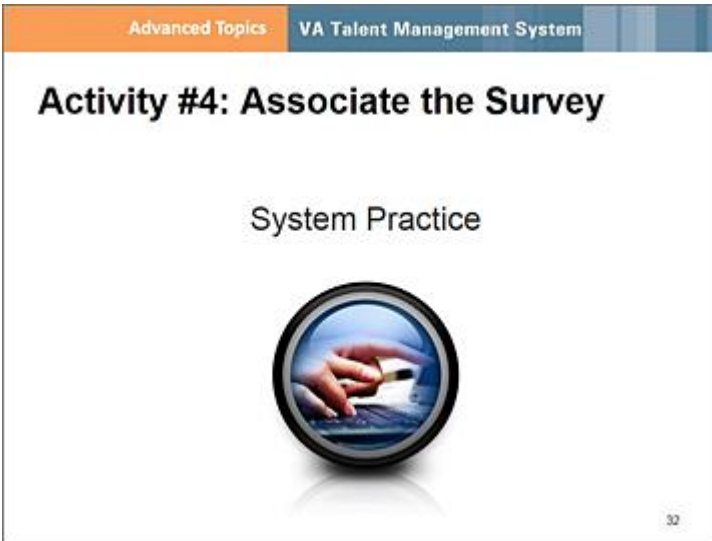 Advanced Topics VA Talent Management System
Activity #4: Associate the Survey
System Practice
32